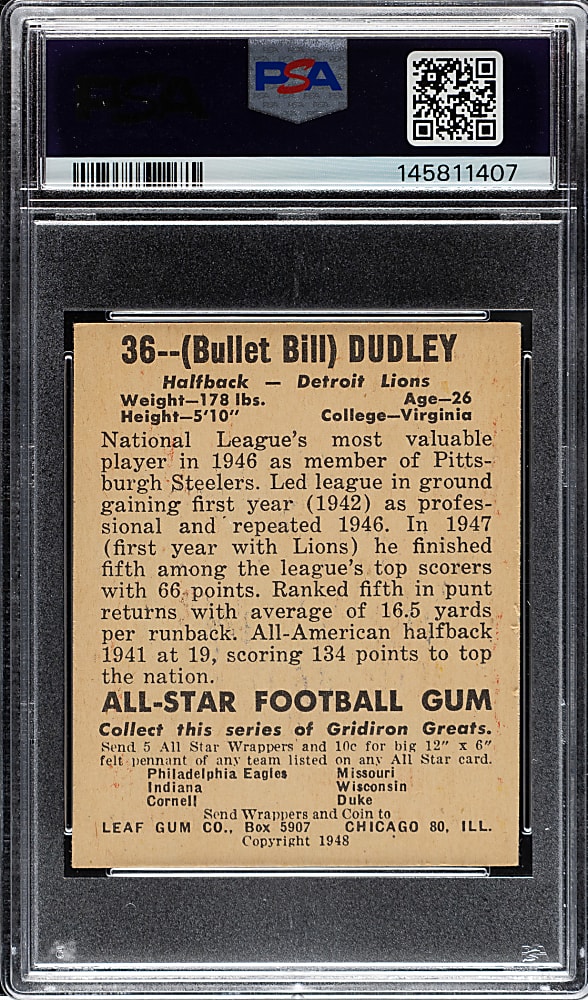 PSA
145811407
36--(Bullet Bill) DUDLEY
Halfback — Detroit Lions
Weight—178 lbs. Age—26
Height—5'10" College—Virginia
National League's most valuable
player in 1946 as member of Pitts-
burgh Steelers. Led league in ground
gaining first year (1942) as profes-
sional and repeated 1946. In 1947
(first year with Lions) he finished
fifth among the league's top scorers
with 66 points. Ranked fifth in punt
returns with average of 16.5 yards
per runback. All-American halfback
1941 at 19, scoring 134 points to top
the nation.
ALL-STAR FOOTBALL GUM
Collect this series of Gridiron Greats.
Send 5 All Star Wrappers and 10c for big 12" x 6"
felt pennant of any team listed on any All Star card.
Philadelphia Eagles Missouri
Indiana Wisconsin
Cornell Duke
Send Wrappers and Coin to
LEAF GUM CO., Box 5907 CHICAGO 80, ILL.
Copyright 1948